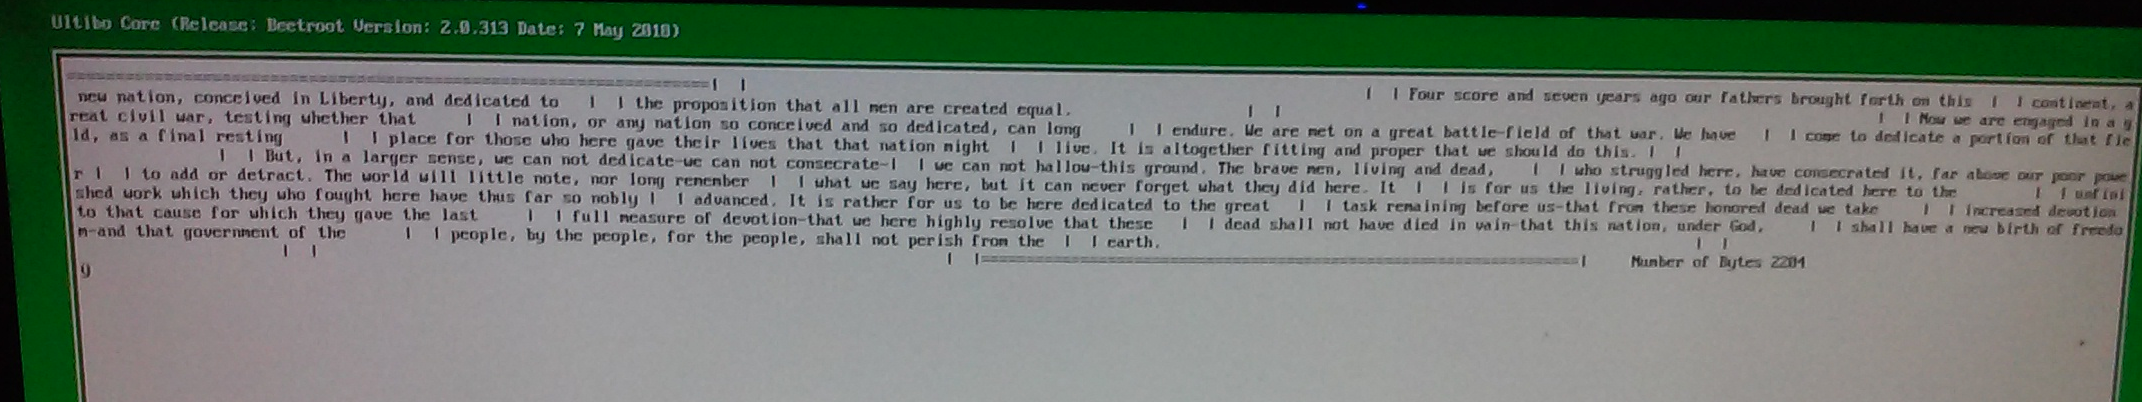 Ultibo Core (Release: Beetroot Version: 2.0.313 Date: 7 May 2018)
==================================================| |
| | Four score and seven years ago our fathers brought forth on this | | continent, a
new nation, conceived in Liberty, and dedicated to | | the proposition that all men are created equal. | | | | Now we are engaged in a g
reat civil war, testing whether that | | nation, or any nation so conceived and so dedicated, can long | | endure. We are met on a great battle-field of that war. We have | | come to dedicate a portion of that fie
ld, as a final resting | | place for those who here gave their lives that that nation might | | live. It is altogether fitting and proper that we should do this. | |
| | But, in a larger sense, we can not dedicate-we can not consecrate-| | we can not hallow-this ground. The brave men, living and dead, | | who struggled here, have consecrated it, far above our poor powe
r | | to add or detract. The world will little note, nor long remember | | what we say here, but it can never forget what they did here. It | | is for us the living, rather, to be dedicated here to the | | unfini
shed work which they who fought here have thus far so nobly | | advanced. It is rather for us to be here dedicated to the great | | task remaining before us-that from these honored dead we take | | increased devotion
to that cause for which they gave the last | | full measure of devotion-that we here highly resolve that these | | dead shall not have died in vain-that this nation, under God, | | shall have a new birth of freedo
m-and that government of the | | people, by the people, for the people, shall not perish from the | | earth. | |
| | | |==================================================| Number of Bytes 2204
9